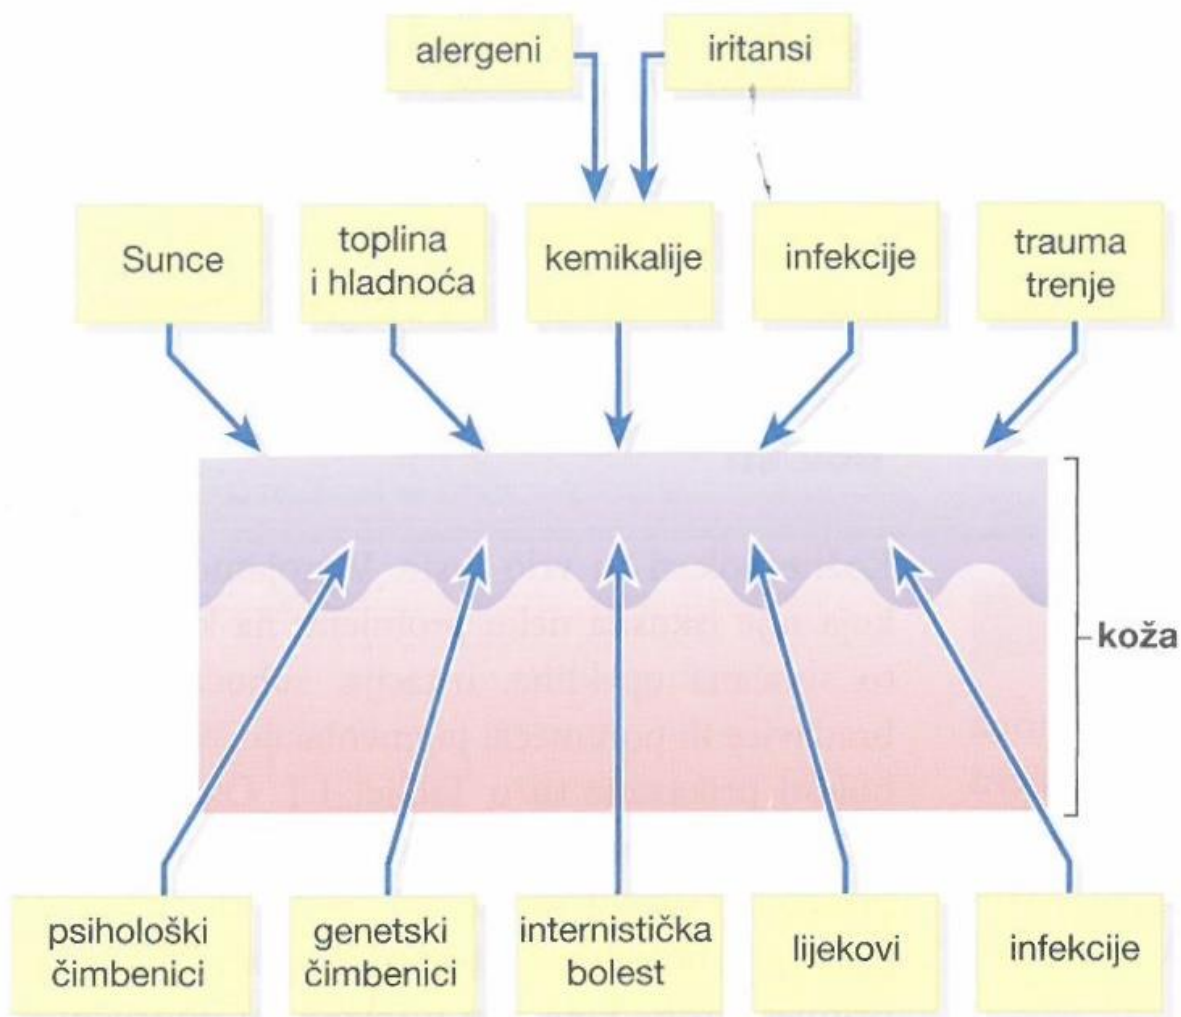 alergeni
iritansi
Sunce
toplina
i hladnoća
kemikalije
infekcije
trauma
trenje
koža
psihološki
čimbenici
genetski
čimbenici
internistička
bolest
lijekovi
infekcije